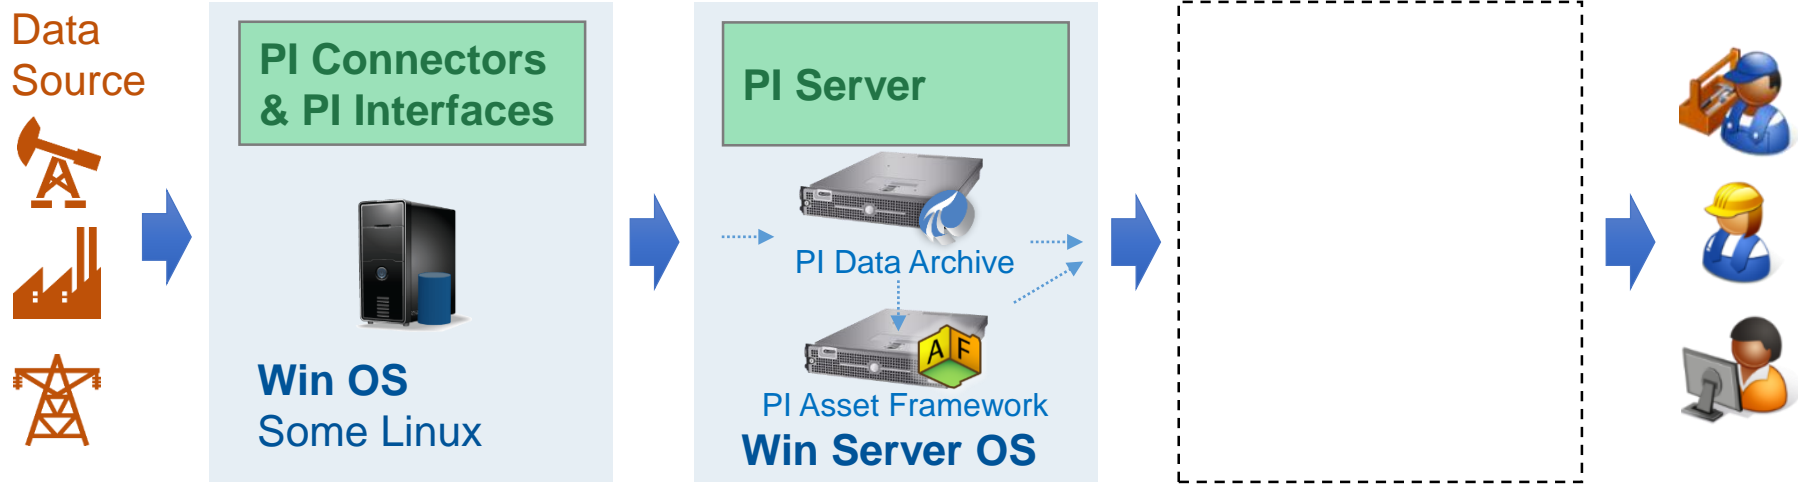 Data
Source
PI Connectors
& PI Interfaces
Win OS
Some Linux
PI Server
PI Data Archive
A F
PI Asset Framework
Win Server OS